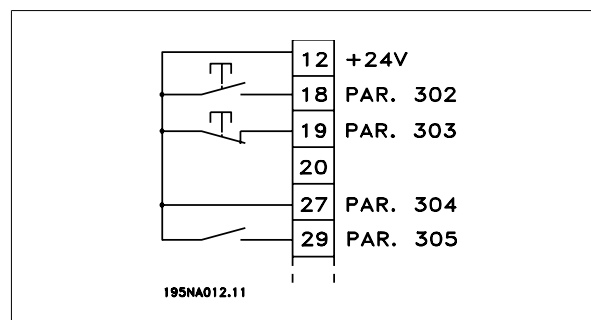 12 +24V
18 PAR. 302
19 PAR. 303
20
27 PAR. 304
29 PAR. 305
195NA012.11